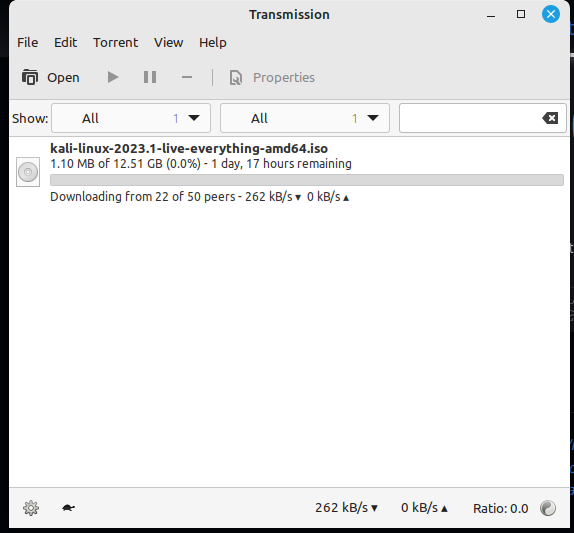 Transmission
File Edit Torrent View Help
Open Properties
Show: All 1 All 1
kali-linux-2023.1-live-everything-amd64.iso
1.10 MB of 12.51 GB (0.0%) - 1 day, 17 hours remaining
Downloading from 22 of 50 peers - 262 kB/s ▾ 0 kB/s ▴
262 kB/s ▾ 0 kB/s ▴ Ratio: 0.0